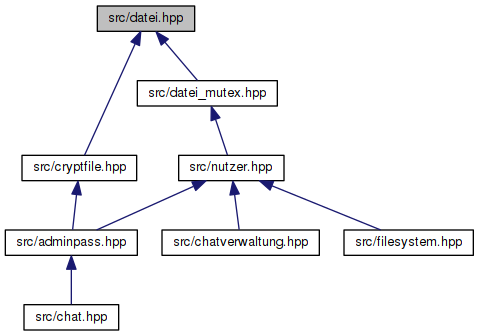 src/datei.hpp
src/datei_mutex.hpp
src/cryptfile.hpp
src/nutzer.hpp
src/adminpass.hpp
src/chatverwaltung.hpp
src/filesystem.hpp
src/chat.hpp